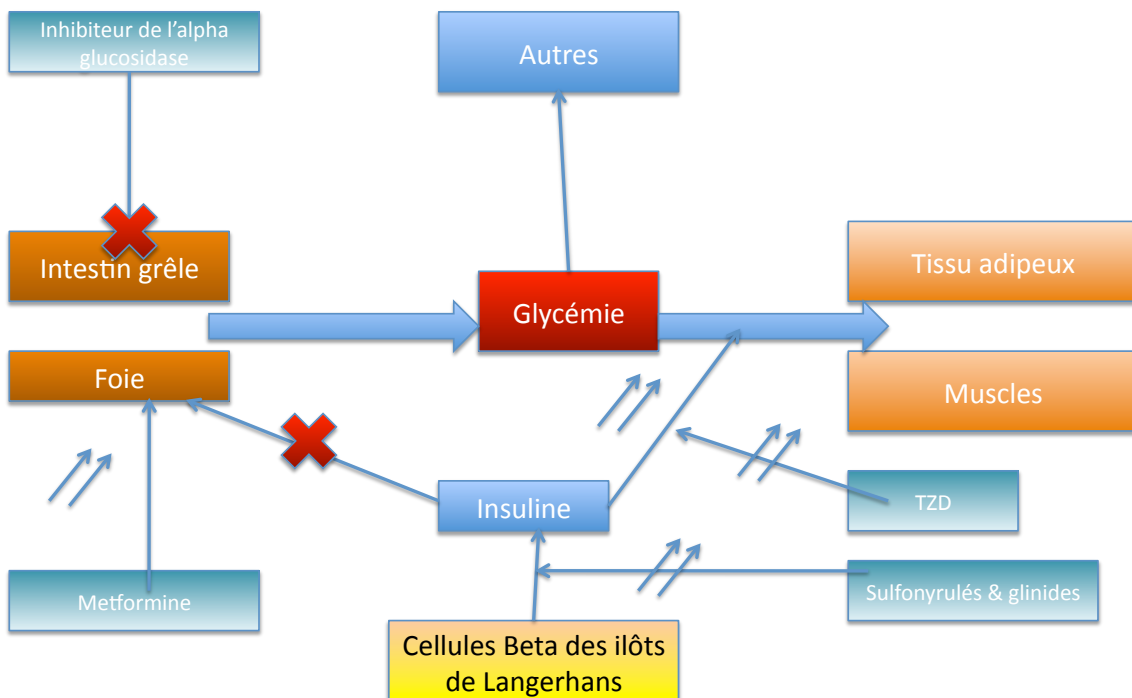 Inhibiteur de l’alpha
glucosidase
Autres
Intestin grêle
Tissu adipeux
Glycémie
Foie
Muscles
Insuline
TZD
Metformine
Sulfonyrulés & glinides
Cellules Beta des ilôts
de Langerhans